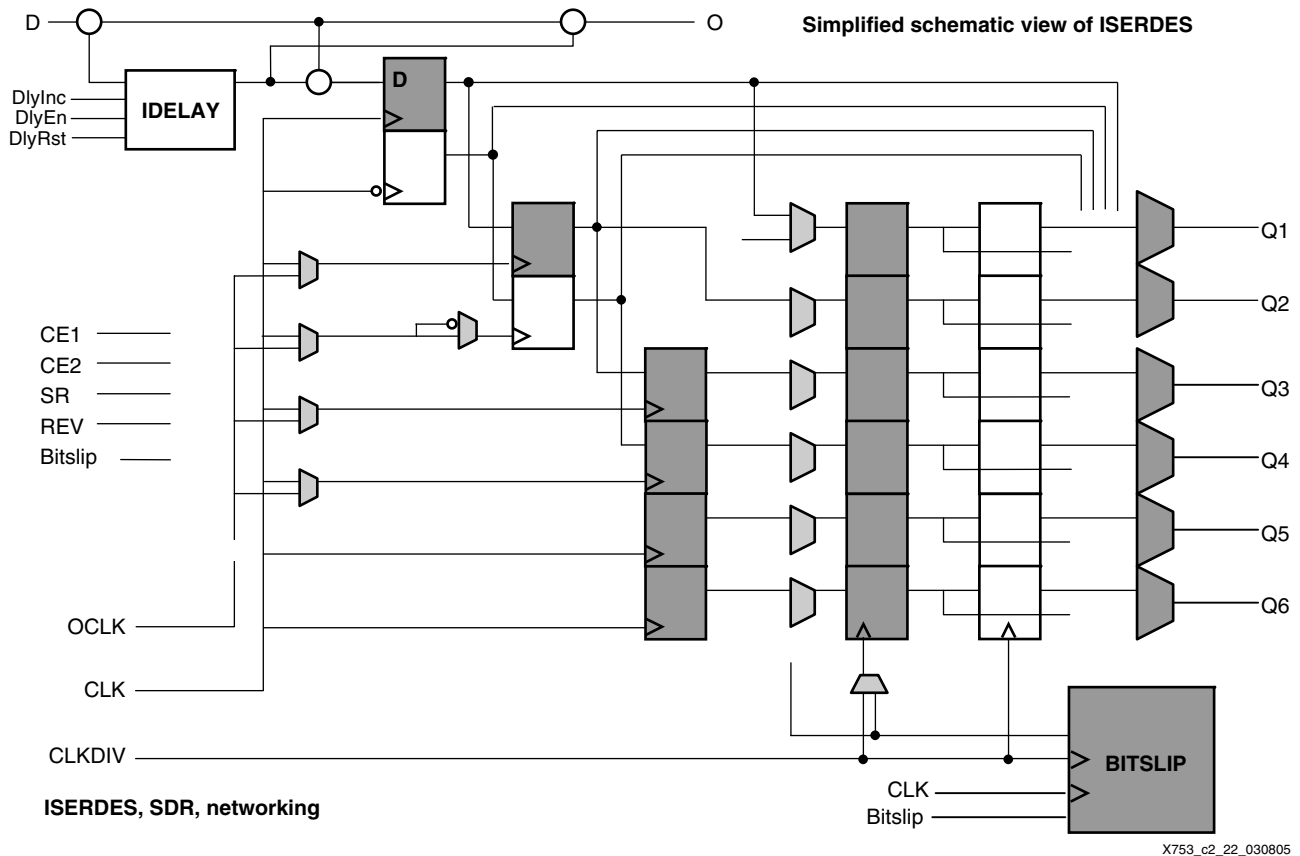 D
O
Simplified schematic view of ISERDES
D
DlyInc
DlyEn
DlyRst
IDELAY
Q1
Q2
CE1
CE2
SR
REV
Bitslip
Q3
Q4
Q5
Q6
OCLK
CLK
CLKDIV
BITSLIP
CLK
Bitslip
ISERDES, SDR, networking
X753_c2_22_030805